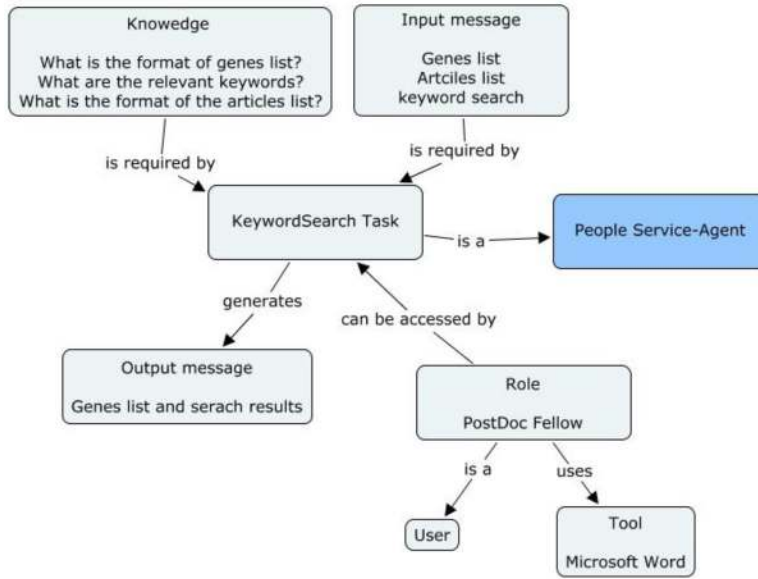 Knowedge
What is the format of genes list?
What are the relevant keywords?
What is the format of the articles list?
Input message
Genes list
Artciles list
keyword search
is required by
is required by
KeywordSearch Task
is a
People Service-Agent
generates
can be accessed by
Output message
Genes list and serach results
Role
PostDoc Fellow
is a
uses
User
Tool
Microsoft Word